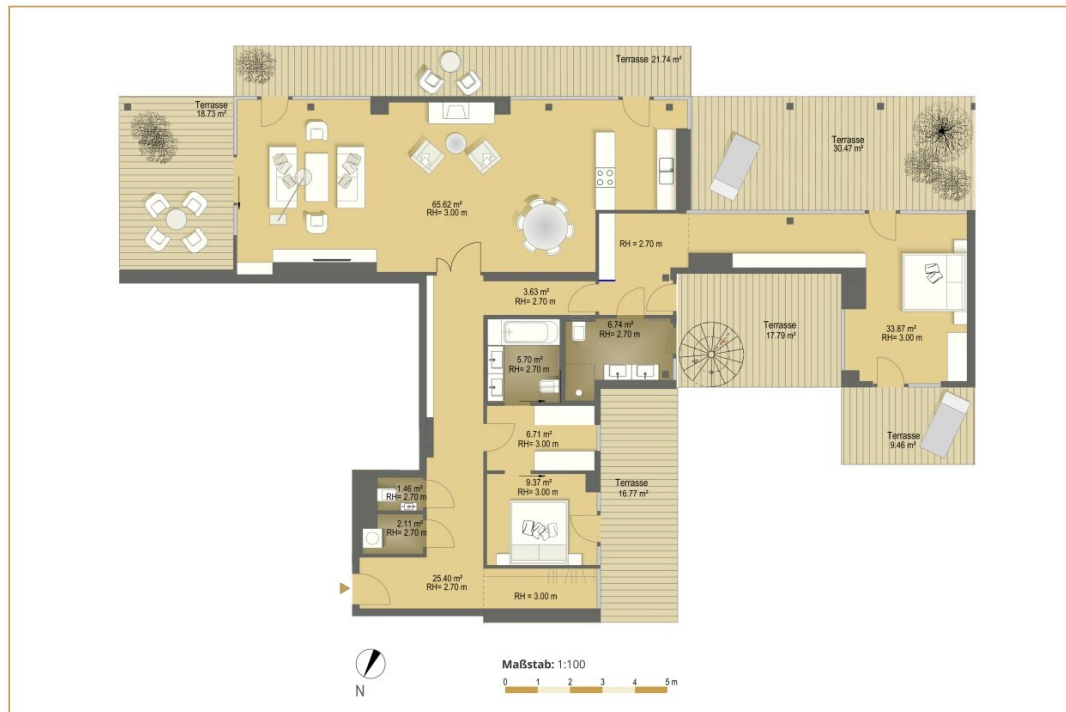 Terrasse 21.74 m²
Terrasse
18.73 m²
Terrasse
30.47 m²
65.62 m²
RH= 3.00 m
RH = 2.70 m
3.63 m²
RH= 2.70 m
6.74 m²
RH= 2.70 m
Terrasse
17.79 m²
33.87 m²
RH= 3.00 m
5.70 m²
RH= 2.70 m
Terrasse
9.46 m²
6.71 m²
RH= 3.00 m
9.37 m²
RH= 3.00 m
Terrasse
16.77 m²
1.46 m²
RH= 2.70 m
2.11 m²
RH= 2.70 m
25.40 m²
RH= 2.70 m
RH = 3.00 m
N
Maßstab: 1:100
0 1 2 3 4 5 m